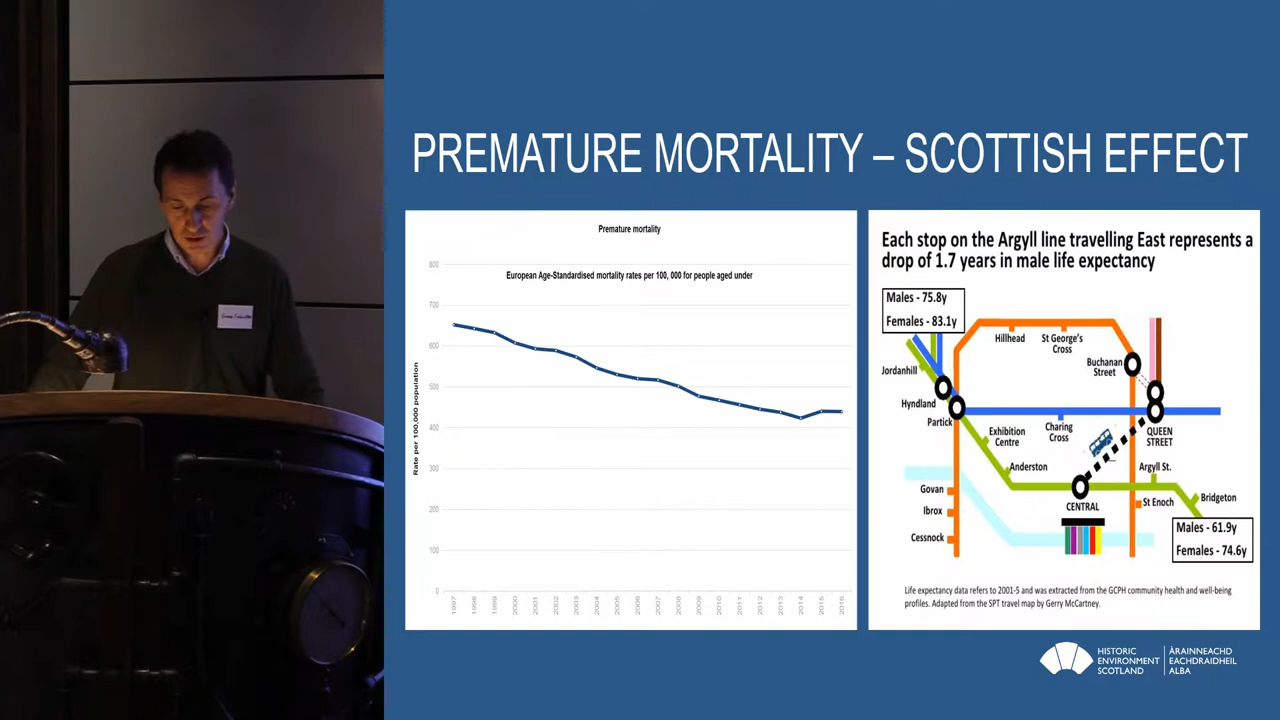 PREMATURE MORTALITY – SCOTTISH EFFECT
Premature mortality
European Age-Standardised mortality rates per 100, 000 for people aged under
Rate per 100,000 population
800
700
600
500
400
300
200
100
0
1997
1998
1999
2000
2001
2002
2003
2004
2005
2006
2007
2008
2009
2010
2011
2012
2013
2014
2015
2016
Each stop on the Argyll line travelling East represents a
drop of 1.7 years in male life expectancy
Males - 75.8y
Females - 83.1y
Hillhead
St George's
Cross
Buchanan
Street
Jordanhill
Hyndland
Partick
Exhibition
Centre
Charing
Cross
QUEEN
STREET
Anderston
Argyll St.
Govan
Ibrox
Cessnock
CENTRAL
St Enoch
Bridgeton
Males - 61.9y
Females - 74.6y
Life expectancy data refers to 2001-5 and was extracted from the GCPH community health and well-being
profiles. Adapted from the SPT travel map by Gerry McCartney.
HISTORIC
ENVIRONMENT
SCOTLAND
ÀRAINNEACHD
EACHDRAIDHEIL
ALBA